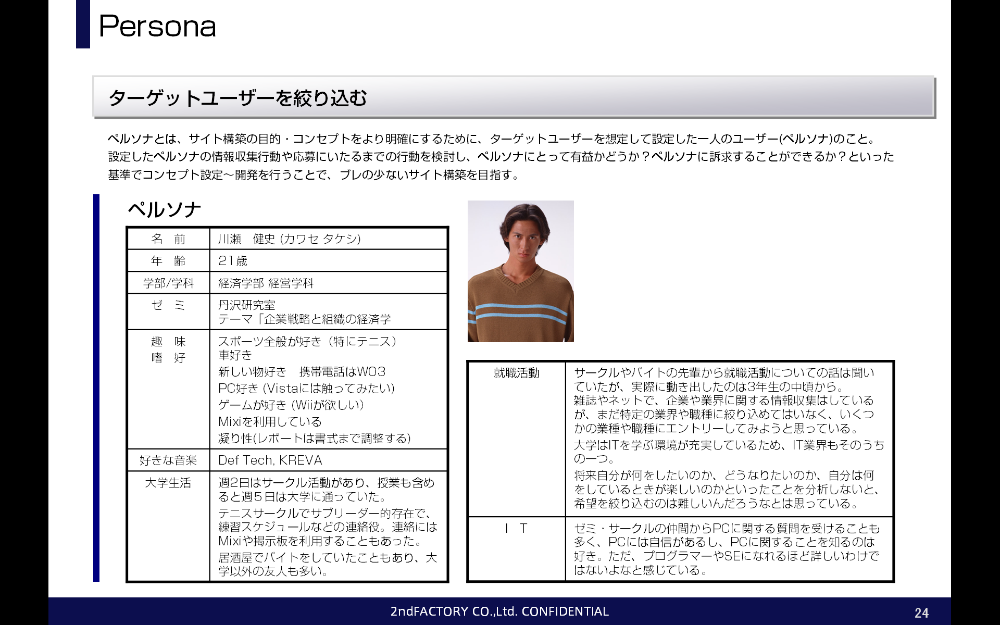 Persona
ターゲットユーザーを絞り込む
ペルソナとは、サイト構築の目的・コンセプトをより明確にするために、ターゲットユーザーを想定して設定した一人のユーザー(ペルソナ)のこと。
設定したペルソナの情報収集行動や応募にいたるまでの行動を検討し、ペルソナにとって有益かどうか？ペルソナに訴求することができるか？といった
基準でコンセプト設定～開発を行うことで、ブレの少ないサイト構築を目指す。
ペルソナ
名　前　川瀬　健史 (カワセ タケシ)
年　齢　21歳
学部/学科　経済学部 経営学科
ゼ　ミ　丹沢研究室
テーマ「企業戦略と組織の経済学
趣　味　スポーツ全般が好き（特にテニス）
車好き
嗜　好
新しい物好き　携帯電話はW03
PC好き (Vistaには触ってみたい)
ゲームが好き (Wiiが欲しい)
Mixiを利用している
凝り性(レポートは書式まで調整する)
好きな音楽　Def Tech, KREVA
大学生活　週2日はサークル活動があり、授業も含め
ると週５日は大学に通っていた。
テニスサークルでサブリーダー的存在で、
練習スケジュールなどの連絡役。連絡には
Mixiや掲示板を利用することもあった。
居酒屋でバイトをしていたこともあり、大
学以外の友人も多い。
就職活動　サークルやバイトの先輩から就職活動についての話は聞い
ていたが、実際に動き出したのは3年生の中頃から。
雑誌やネットで、企業や業界に関する情報収集はしている
が、まだ特定の業界や職種に絞り込めてはいなく、いくつ
かの業種や職種にエントリーしてみようと思っている。
大学はITを学ぶ環境が充実しているため、IT業界もそのうち
の一つ。
将来自分が何をしたいのか、どうなりたいのか、自分は何
をしているときが楽しいのかといったことを分析しないと、
希望を絞り込むのは難しいんだろうなとは思っている。
I　T　ゼミ・サークルの仲間からPCに関する質問を受けることも
多く、PCには自信があるし、PCに関することを知るのは
好き。ただ、プログラマーやSEになれるほど詳しいわけで
はないよなと感じている。
2ndFACTORY CO.,Ltd. CONFIDENTIAL
24